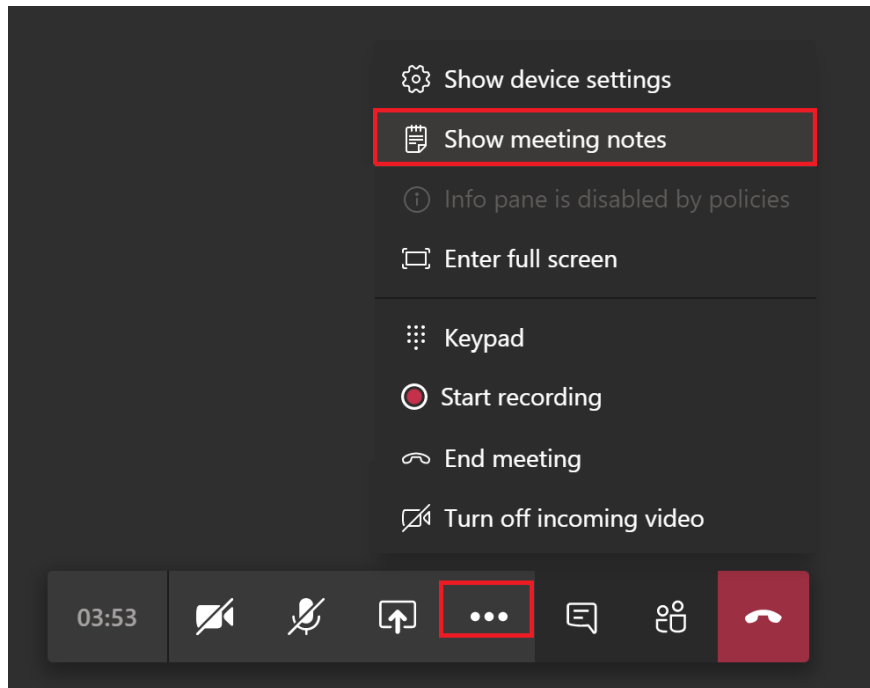 Show device settings
Show meeting notes
Info pane is disabled by policies
Enter full screen
Keypad
Start recording
End meeting
Turn off incoming video
03:53